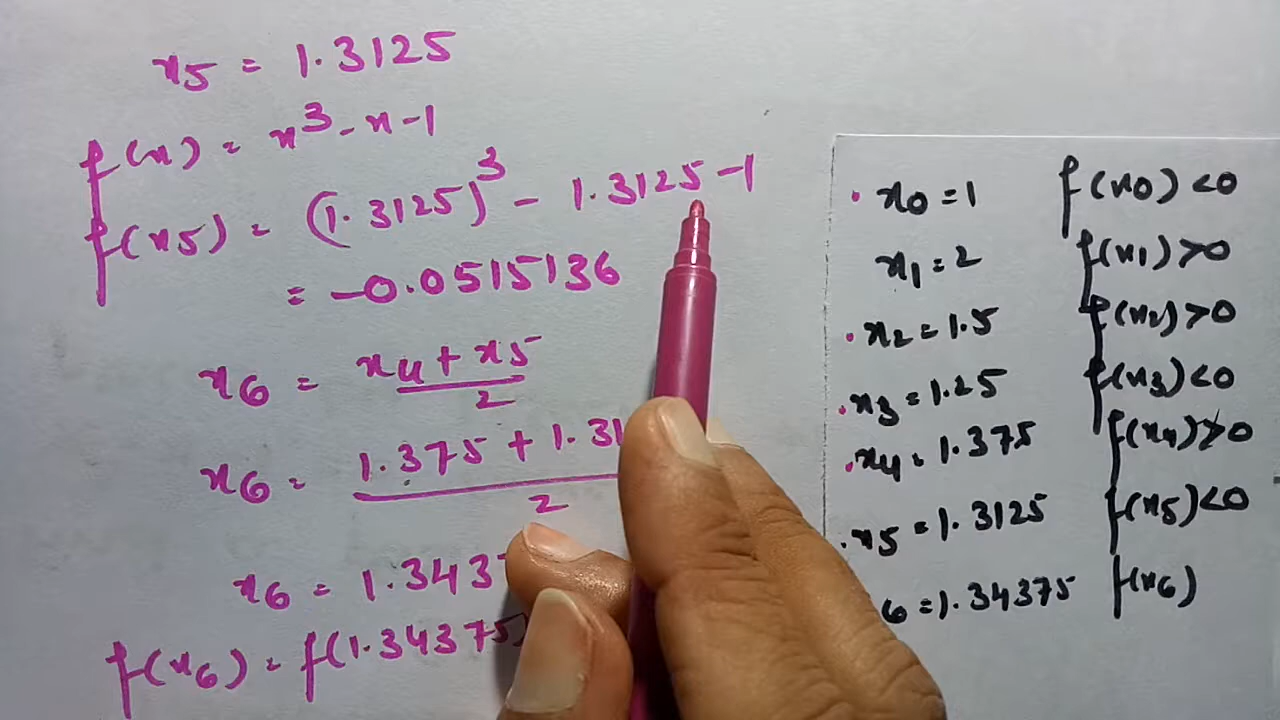 x5 = 1.3125
f(x) = x³ - x - 1
f(x5) = (1.3125)³ - 1.3125 - 1
= -0.0515136
x6 = x4 + x5
2
x6 = 1.375 + 1.31
2
x6 = 1.343
f(x6) = f(1.34375)
x0 = 1 f(x0) < 0
x1 = 2 f(x1) > 0
x2 = 1.5 f(x2) > 0
x3 = 1.25 f(x3) < 0
x4 = 1.375 f(x4) > 0
x5 = 1.3125 f(x5) < 0
6 = 1.34375 f(x6)